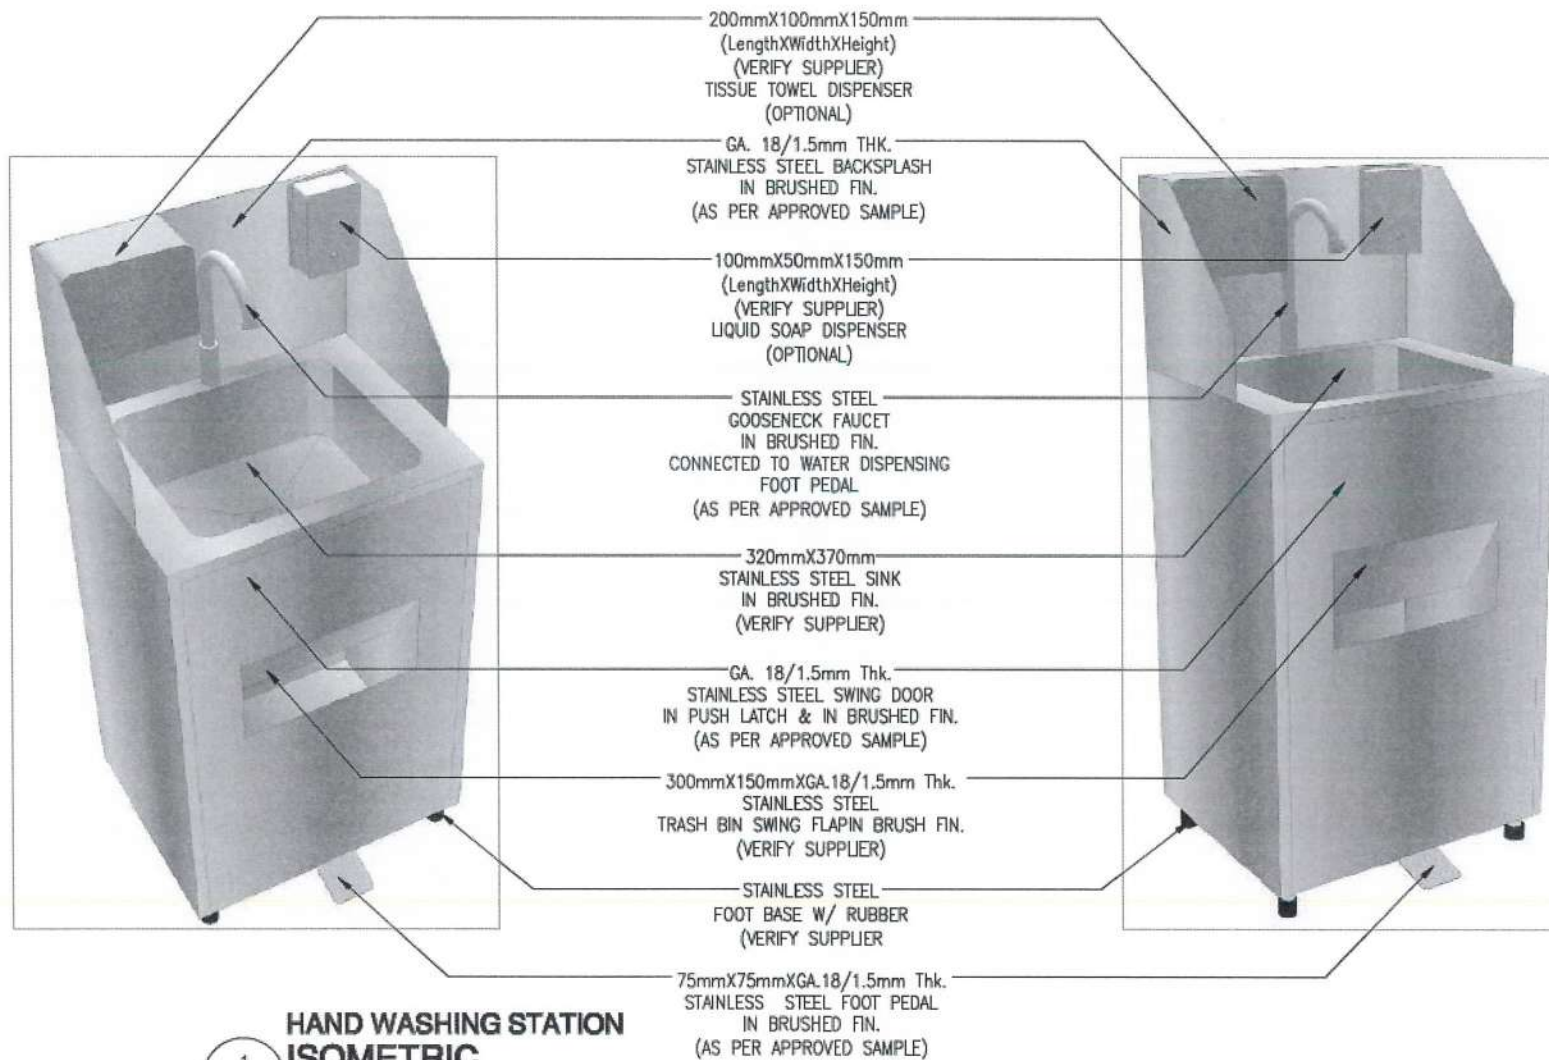 200mmX100mmX150mm
(LengthXWidthXHeight)
(VERIFY SUPPLIER)
TISSUE TOWEL DISPENSER
(OPTIONAL)
GA. 18/1.5mm THK.
STAINLESS STEEL BACKSPLASH
IN BRUSHED FIN.
(AS PER APPROVED SAMPLE)
100mmX50mmX150mm
(LengthXWidthXHeight)
(VERIFY SUPPLIER)
LIQUID SOAP DISPENSER
(OPTIONAL)
STAINLESS STEEL
GOOSENECK FAUCET
IN BRUSHED FIN.
CONNECTED TO WATER DISPENSING
FOOT PEDAL
(AS PER APPROVED SAMPLE)
320mmX370mm
STAINLESS STEEL SINK
IN BRUSHED FIN.
(VERIFY SUPPLIER)
GA. 18/1.5mm Thk.
STAINLESS STEEL SWING DOOR
IN PUSH LATCH & IN BRUSHED FIN.
(AS PER APPROVED SAMPLE)
300mmX150mmXGA.18/1.5mm Thk.
STAINLESS STEEL
TRASH BIN SWING FLAPIN BRUSH FIN.
(VERIFY SUPPLIER)
STAINLESS STEEL
FOOT BASE W/ RUBBER
(VERIFY SUPPLIER
75mmX75mmXGA.18/1.5mm Thk.
STAINLESS STEEL FOOT PEDAL
IN BRUSHED FIN.
(AS PER APPROVED SAMPLE)
HAND WASHING STATION
ISOMETRIC